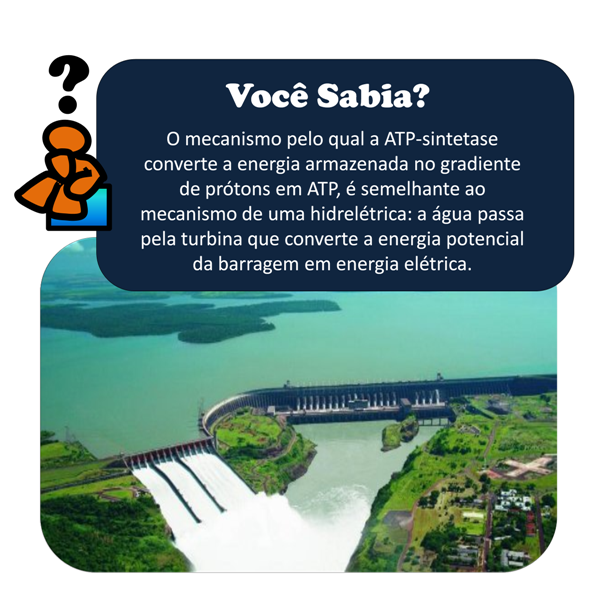 ?
Você Sabia?
O mecanismo pelo qual a ATP-sintetase
converte a energia armazenada no gradiente
de prótons em ATP, é semelhante ao
mecanismo de uma hidrelétrica: a água passa
pela turbina que converte a energia potencial
da barragem em energia elétrica.